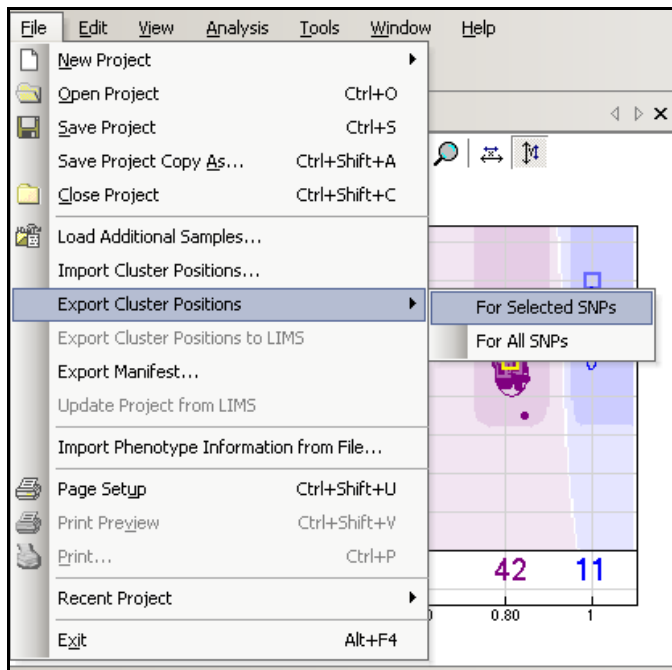 File Edit View Analysis Tools Window Help
New Project
Open Project Ctrl+O
Save Project Ctrl+S
Save Project Copy As... Ctrl+Shift+A
Close Project Ctrl+Shift+C
Load Additional Samples...
Import Cluster Positions...
Export Cluster Positions
For Selected SNPs
Export Cluster Positions to LIMS
For All SNPs
Export Manifest...
Update Project from LIMS
Import Phenotype Information from File...
Page Setup Ctrl+Shift+U
Print Preview Ctrl+Shift+V
Print... Ctrl+P
42 11
Recent Project
0.80 1
Exit Alt+F4